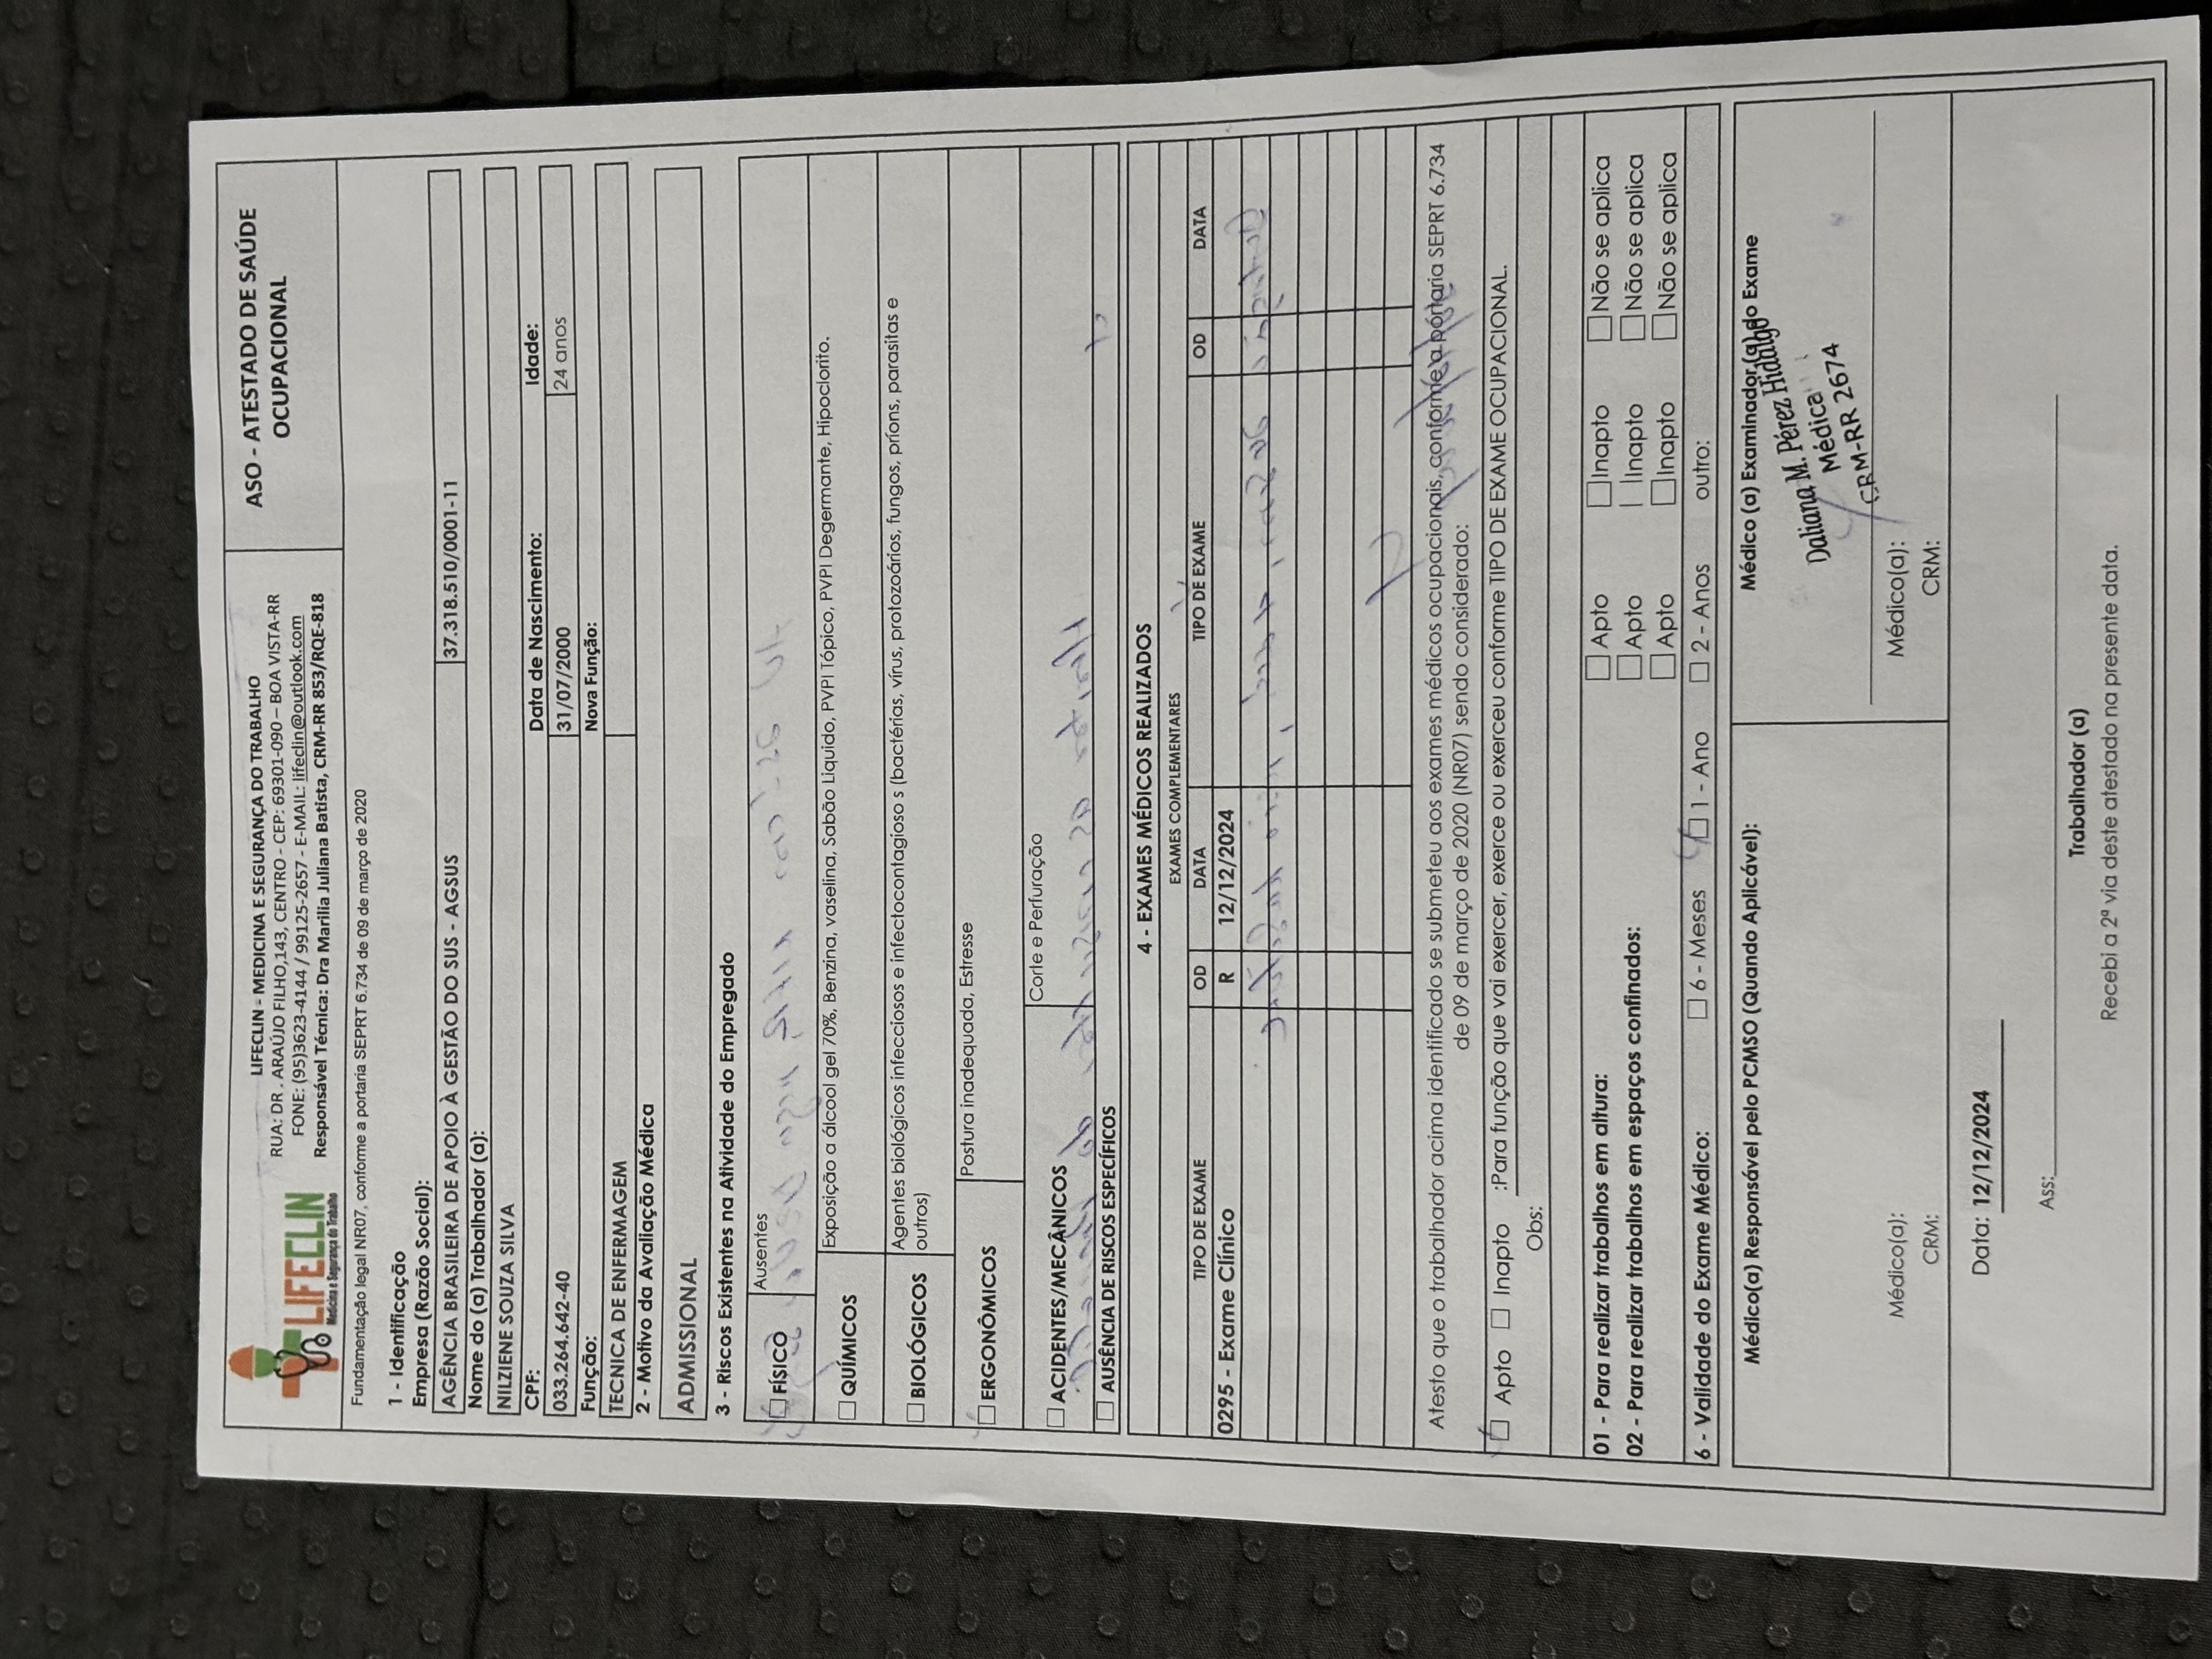 LIFECLIN
Medicina e Segurança do Trabalho
LIFECLIN - MEDICINA E SEGURANÇA DO TRABALHO
RUA: DR . ARAÚJO FILHO,143, CENTRO - CEP: 69301-090 – BOA VISTA-RR
FONE: (95)3623-4144 / 99125-2657 - E-MAIL: lifeclin@outlook.com
Responsável Técnica: Dra Marilia Juliana Batista, CRM-RR 853/RQE-818
ASO - ATESTADO DE SAÚDE
OCUPACIONAL
Fundamentação legal NR07, conforme a portaria SEPRT 6.734 de 09 de março de 2020
1 - Identificação
Empresa (Razão Social):
AGÊNCIA BRASILEIRA DE APOIO À GESTÃO DO SUS - AGSUS 37.318.510/0001-11
Nome do (a) Trabalhador (a):
NILZIENE SOUZA SILVA
CPF: Data de Nascimento: Idade:
033.264.642-40 31/07/2000 24 anos
Função: Nova Função:
TECNICA DE ENFERMAGEM
2 - Motivo da Avaliação Médica
ADMISSIONAL
3 - Riscos Existentes na Atividade do Empregado
Ausentes
FÍSICO
Exposição a álcool gel 70%, Benzina, vaselina, Sabão Liquido, PVPI Tópico, PVPI Degermante, Hipoclorito.
QUÍMICOS
Agentes biológicos infecciosos e infectocontagioso s (bactérias, vírus, protozoários, fungos, príons, parasitas e
outros)
BIOLÓGICOS
Postura inadequada, Estresse
ERGONÔMICOS
Corte e Perfuração
ACIDENTES/MECÂNICOS
AUSÊNCIA DE RISCOS ESPECÍFICOS
4 - EXAMES MÉDICOS REALIZADOS
EXAMES COMPLEMENTARES
TIPO DE EXAME OD DATA TIPO DE EXAME OD DATA
0295 - Exame Clínico R 12/12/2024
Atesto que o trabalhador acima identificado se submeteu aos exames médicos ocupacionais, conforme a portaria SEPRT 6.734
de 09 de março de 2020 (NR07) sendo considerado:
Apto Inapto :Para função que vai exercer, exerce ou exerceu conforme TIPO DE EXAME OCUPACIONAL.
Obs:
01 - Para realizar trabalhos em altura: Apto Inapto Não se aplica
02 - Para realizar trabalhos em espaços confinados: Apto Inapto Não se aplica
Apto Inapto Não se aplica
6 - Validade do Exame Médico: 6 - Meses 1 - Ano 2 - Anos outro:
Médico(a) Responsável pelo PCMSO (Quando Aplicável): Médico (a) Examinador (a) do Exame
Daliana M. Pérez Hidalgo
Médica
CRM-RR 2674
Médico(a): Médico(a):
CRM: CRM:
Data: 12/12/2024
Ass:
Trabalhador (a)
Recebi a 2ª via deste atestado na presente data.